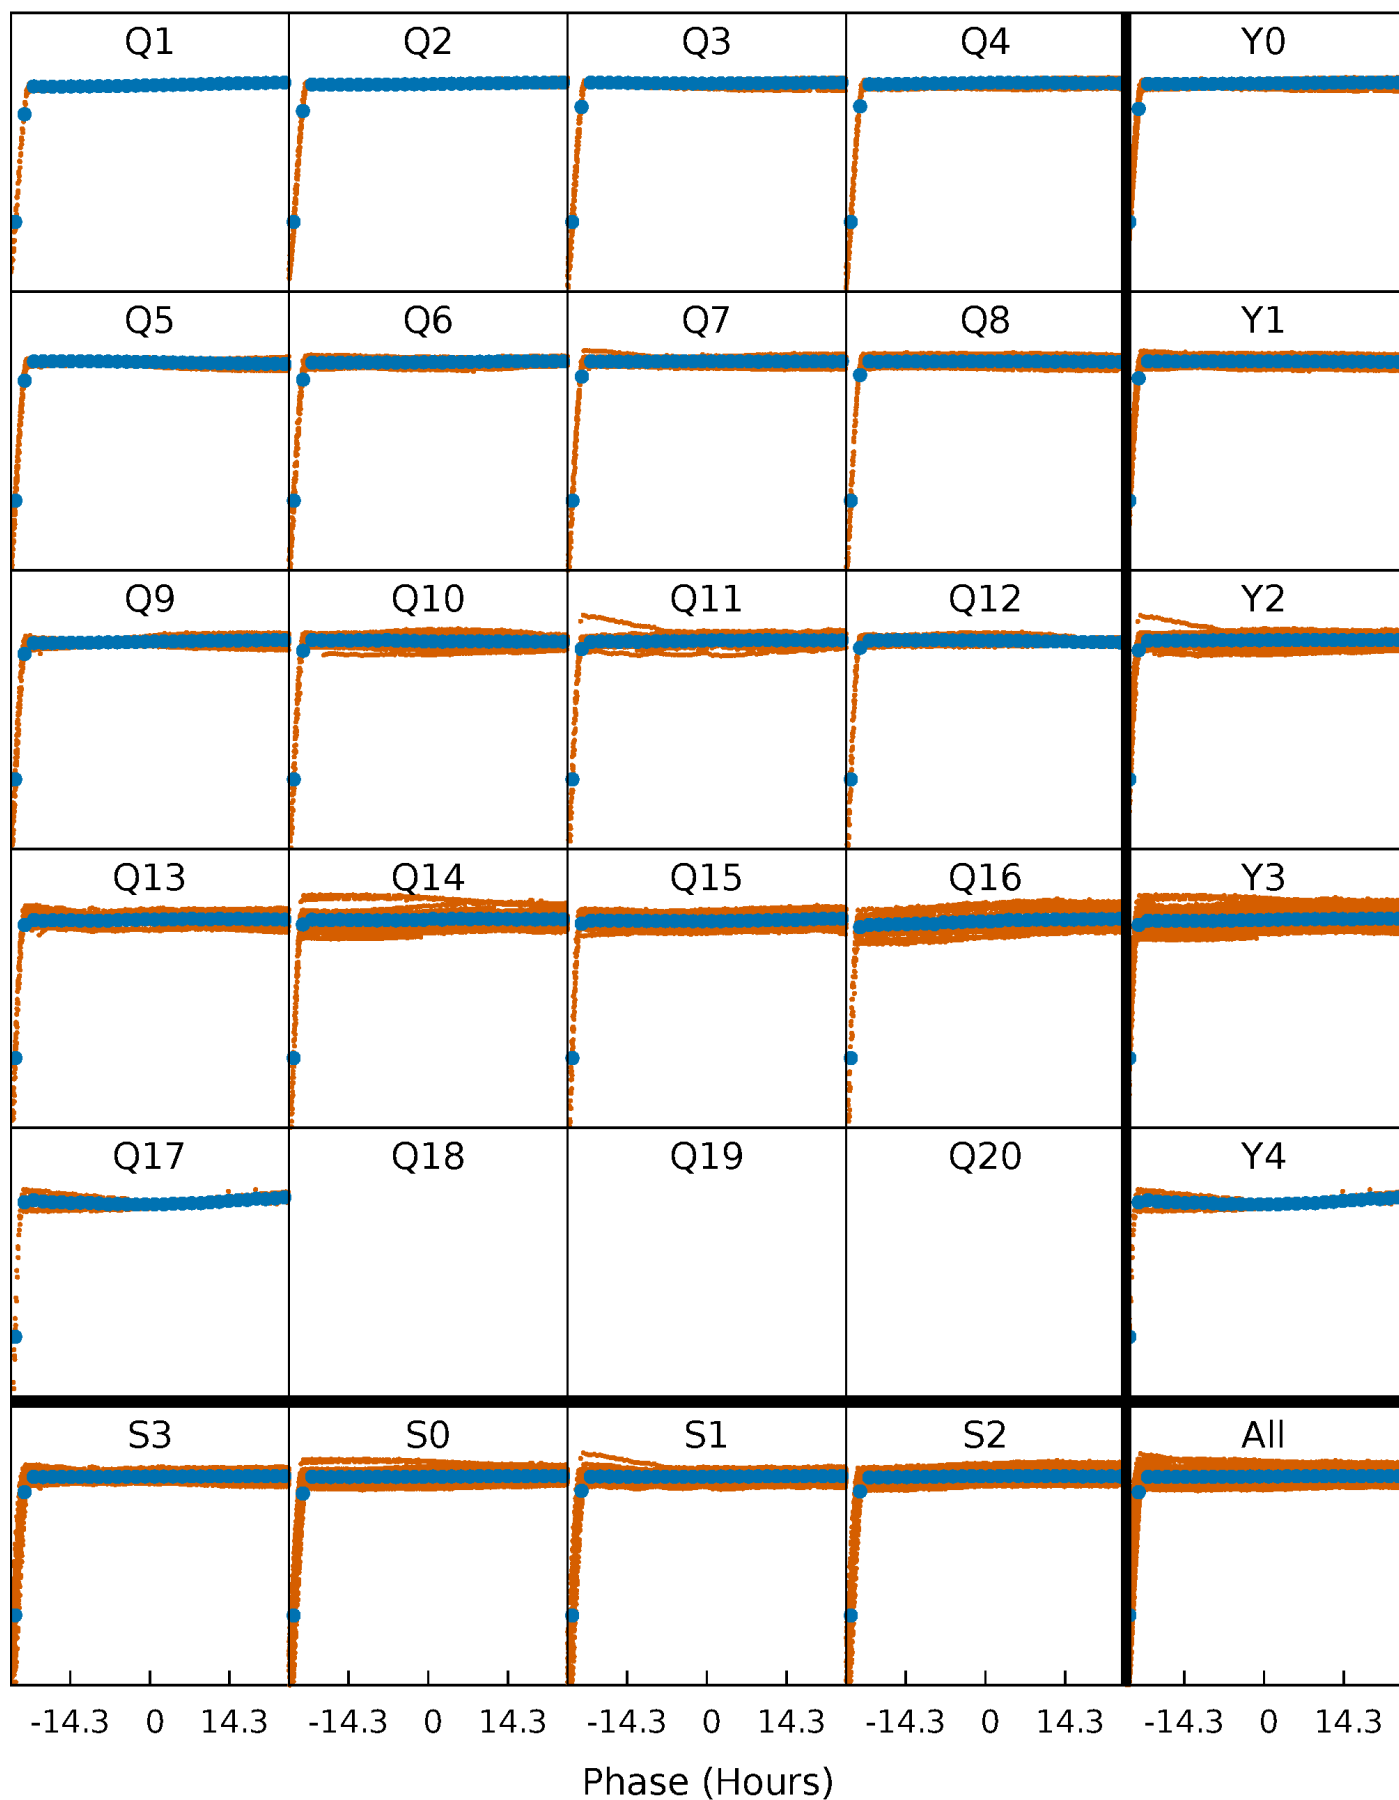 Q1 Q2 Q3 Q4 Y0
Q5 Q6 Q7 Q8 Y1
Q9 Q10 Q11 Q12 Y2
Q13 Q14 Q15 Q16 Y3
Q17 Q18 Q19 Q20 Y4
S3 S0 S1 S2 All
-14.3 0 14.3 -14.3 0 14.3 -14.3 0 14.3 -14.3 0 14.3 -14.3 0 14.3
Phase (Hours)